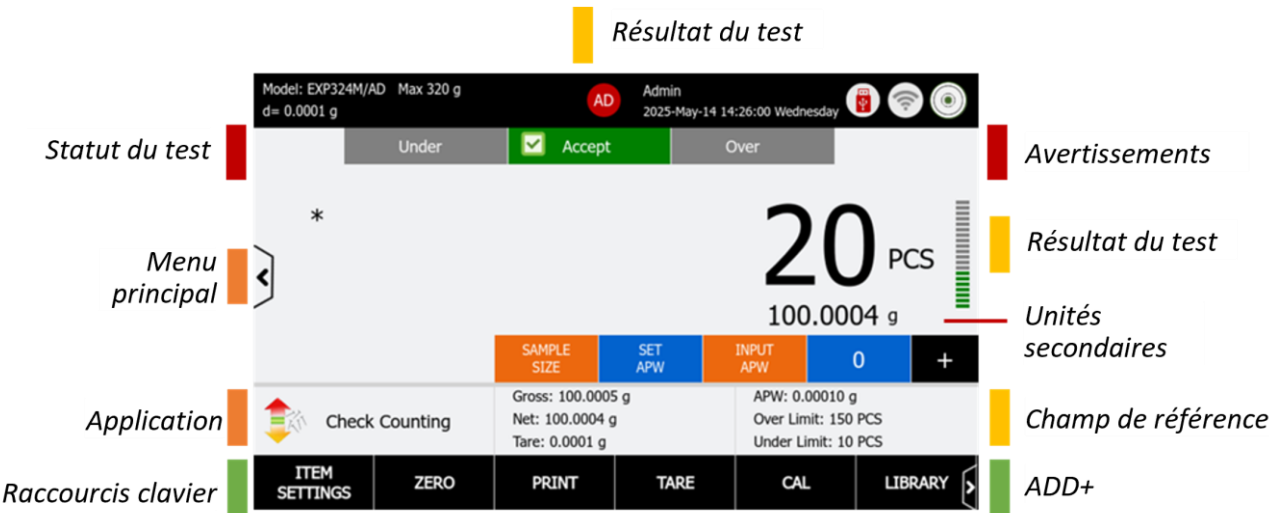 Résultat du test
Model: EXP324M/AD Max 320 g
d= 0.0001 g
AD
Admin
2025-May-14 14:26:00 Wednesday
Statut du test
Under
Accept
Over
Avertissements
*
20 PCS
Résultat du test
Menu
principal
100.0004 g
Unités
secondaires
SAMPLE
SIZE
SET
APW
INPUT
APW
0
+
Application
Check Counting
Gross: 100.0005 g
Net: 100.0004 g
Tare: 0.0001 g
APW: 0.00010 g
Over Limit: 150 PCS
Under Limit: 10 PCS
Champ de référence
Raccourcis clavier
ITEM
SETTINGS
ZERO
PRINT
TARE
CAL
LIBRARY
ADD+